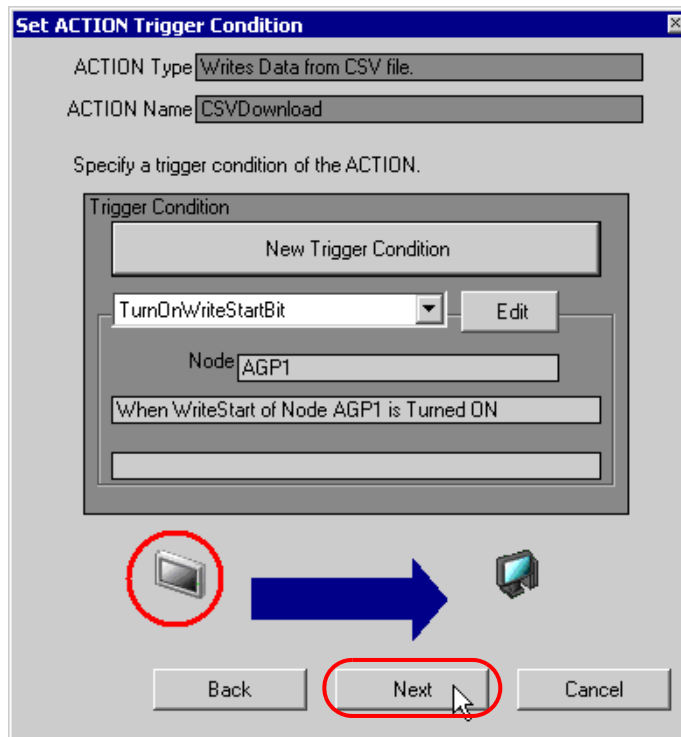 Set ACTION Trigger Condition
ACTION Type Writes Data from CSV file.
ACTION Name CSVDownload
Specify a trigger condition of the ACTION.
Trigger Condition
New Trigger Condition
TurnOnWriteStartBit Edit
Node AGP1
When WriteStart of Node AGP1 is Turned ON
Back Next Cancel